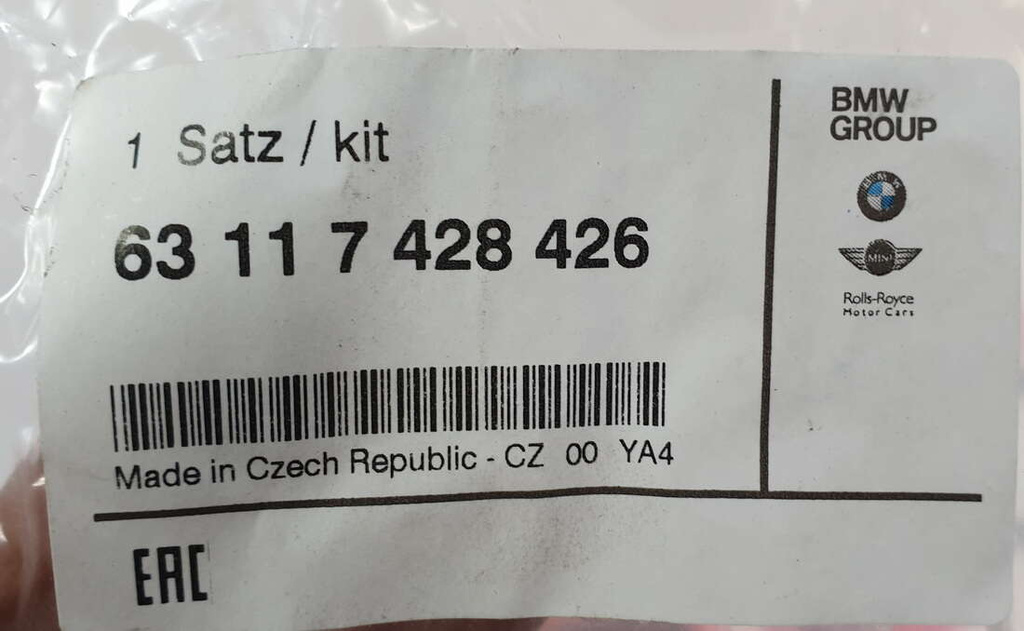 1 Satz / kit
63 11 7 428 426
Made in Czech Republic - CZ 00 YA4
EAC
BMW
GROUP
BMW
MINI
Rolls-Royce
Motor Cars